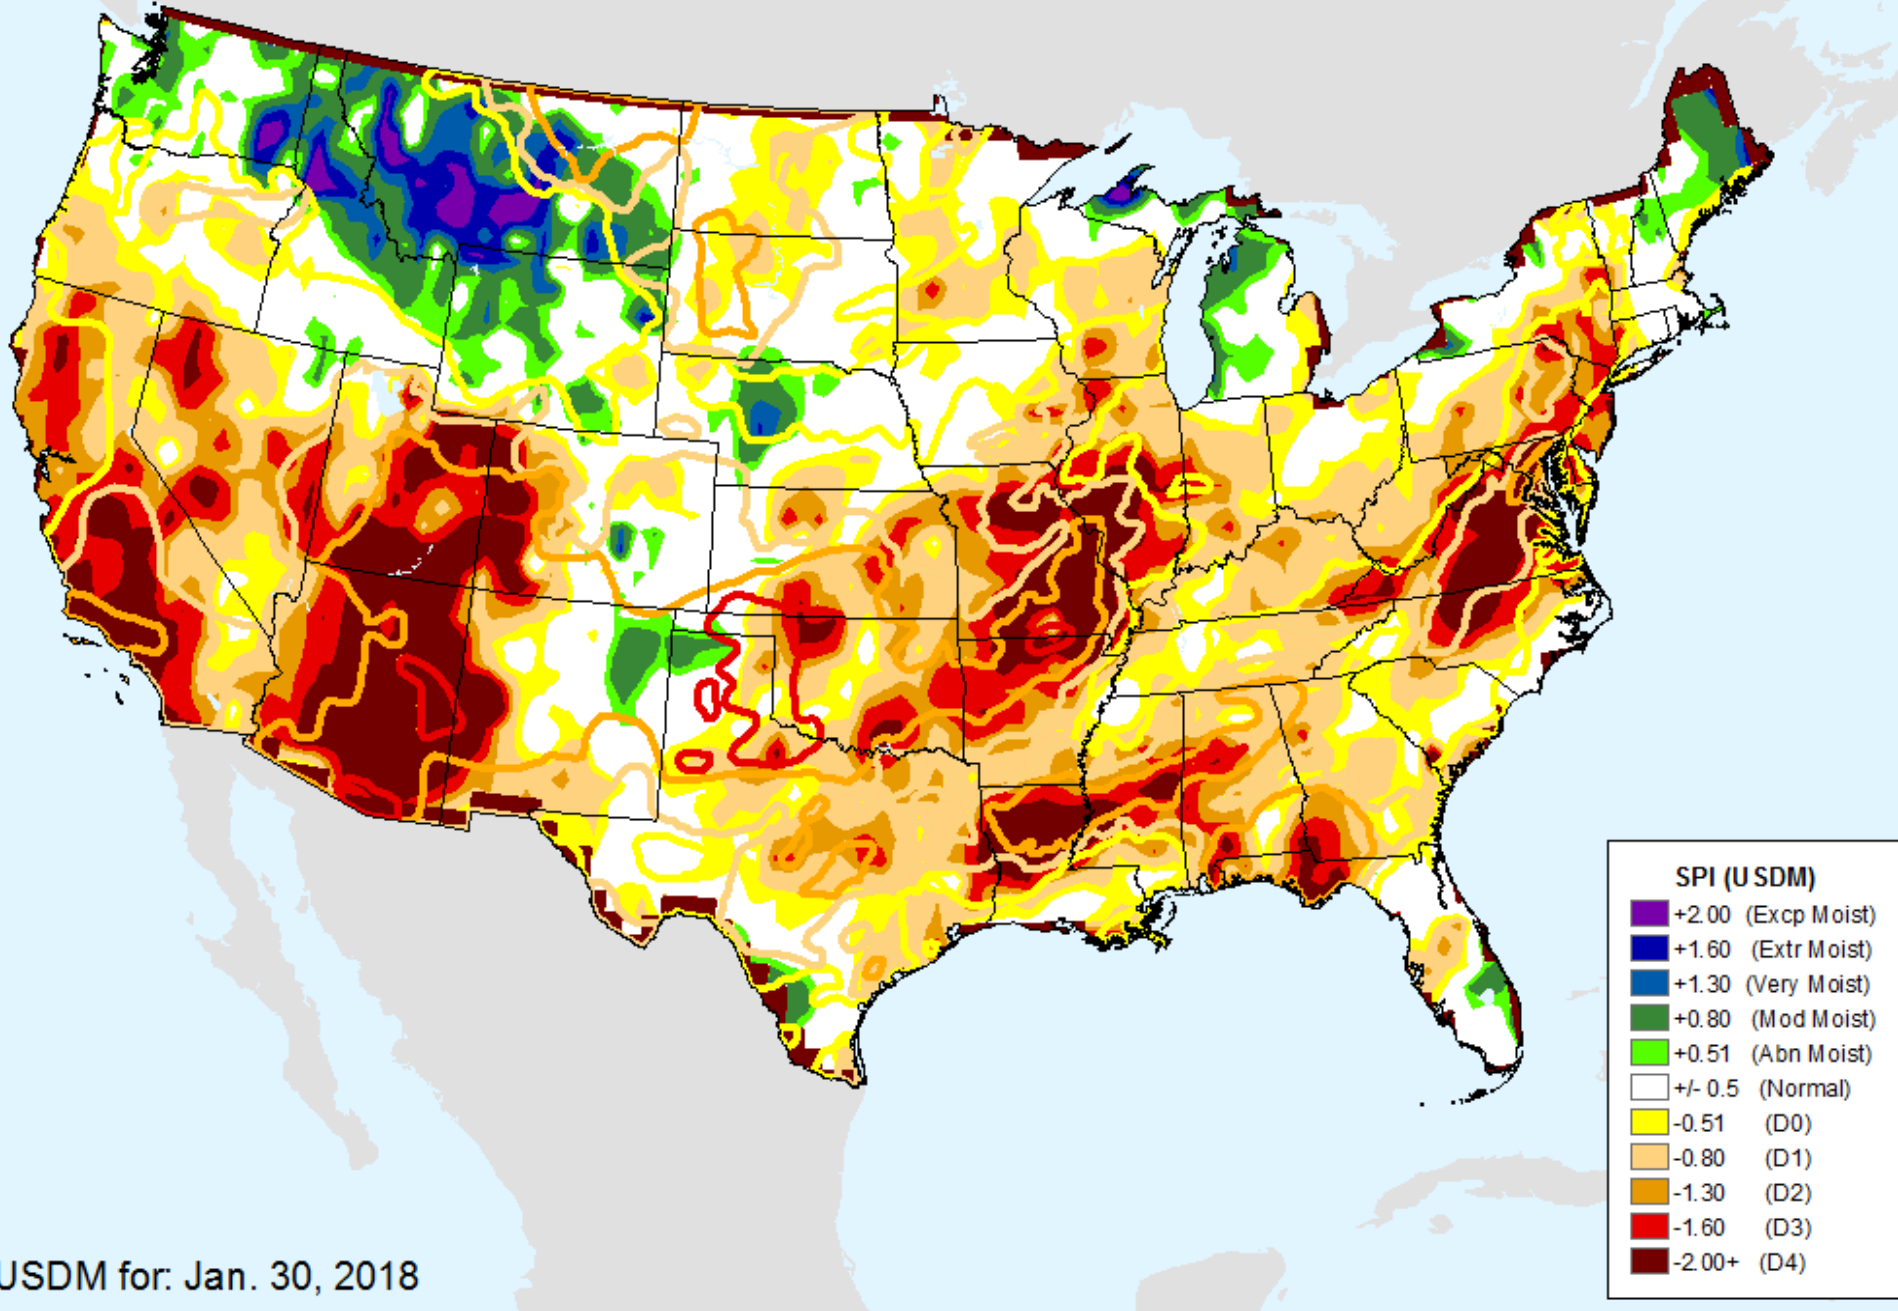 SPI (USDM)
+2.00 (Excp Moist)
+1.60 (Extr Moist)
+1.30 (Very Moist)
+0.80 (Mod Moist)
+0.51 (Abn Moist)
+/- 0.5 (Normal)
-0.51 (D0)
-0.80 (D1)
-1.30 (D2)
-1.60 (D3)
-2.00+ (D4)
USDM for: Jan. 30, 2018